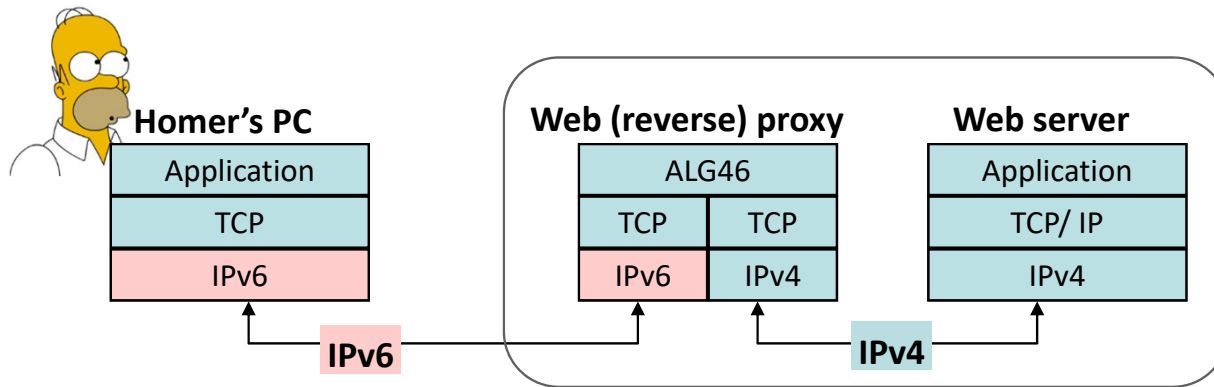 Homer's PC
Web (reverse) proxy
Web server
Application
TCP
IPv6
ALG46
TCP
TCP
IPv6
IPv4
Application
TCP/ IP
IPv4
IPv6
IPv4